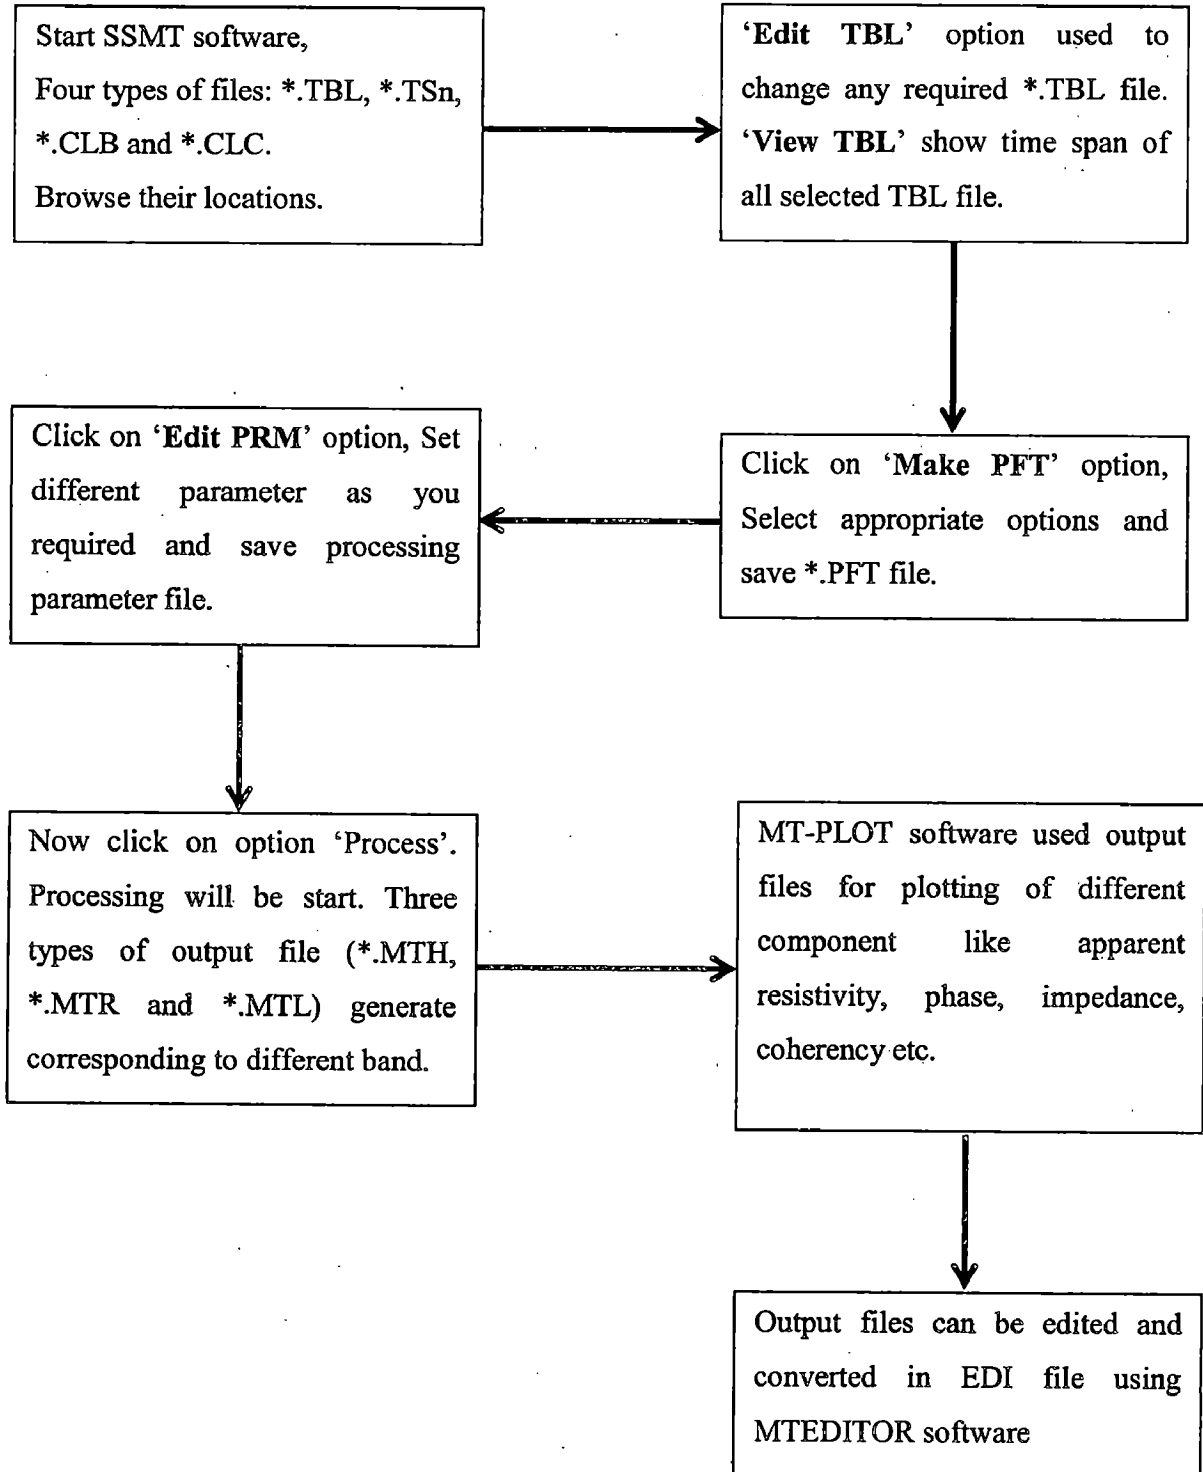 Start SSMT software,
Four types of files: *.TBL, *.TSn,
*.CLB and *.CLC.
Browse their locations.
‘Edit TBL’ option used to
change any required *.TBL file.
‘View TBL’ show time span of
all selected TBL file.
Click on ‘Make PFT’ option,
Select appropriate options and
save *.PFT file.
Click on ‘Edit PRM’ option, Set
different parameter as you
required and save processing
parameter file.
Now click on option ‘Process’.
Processing will be start. Three
types of output file (*.MTH,
*.MTR and *.MTL) generate
corresponding to different band.
MT-PLOT software used output
files for plotting of different
component like apparent
resistivity, phase, impedance,
coherency etc.
Output files can be edited and
converted in EDI file using
MTEDITOR software